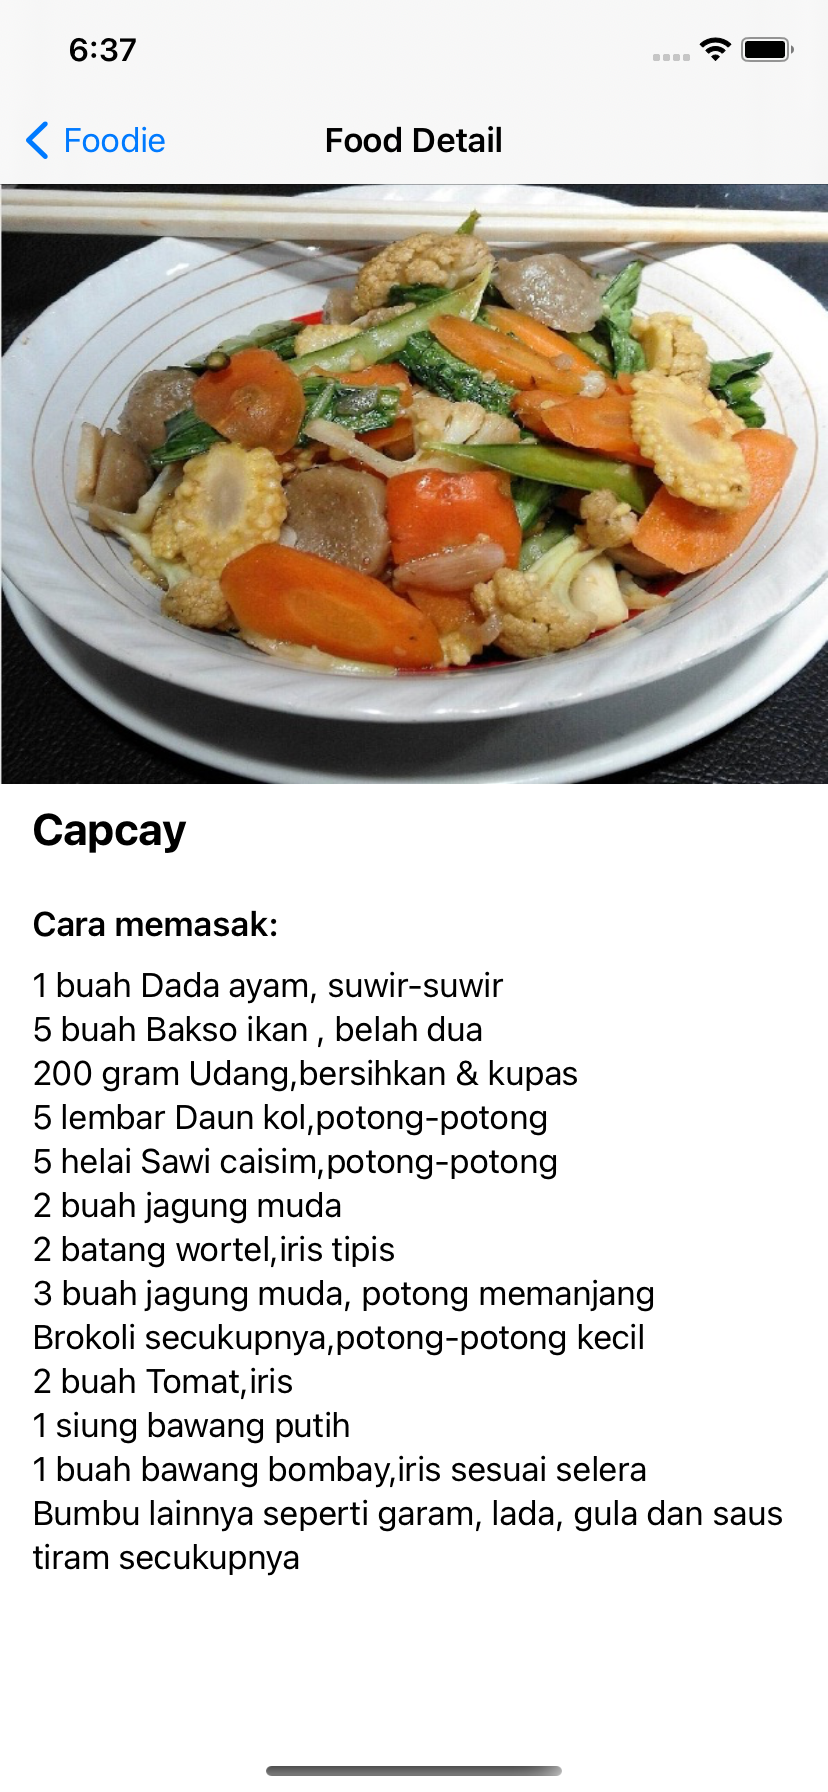 6:37
Foodie
Food Detail
Capcay
Cara memasak:
1 buah Dada ayam, suwir-suwir
5 buah Bakso ikan , belah dua
200 gram Udang,bersihkan & kupas
5 lembar Daun kol,potong-potong
5 helai Sawi caisim,potong-potong
2 buah jagung muda
2 batang wortel,iris tipis
3 buah jagung muda, potong memanjang
Brokoli secukupnya,potong-potong kecil
2 buah Tomat,iris
1 siung bawang putih
1 buah bawang bombay,iris sesuai selera
Bumbu lainnya seperti garam, lada, gula dan saus
tiram secukupnya